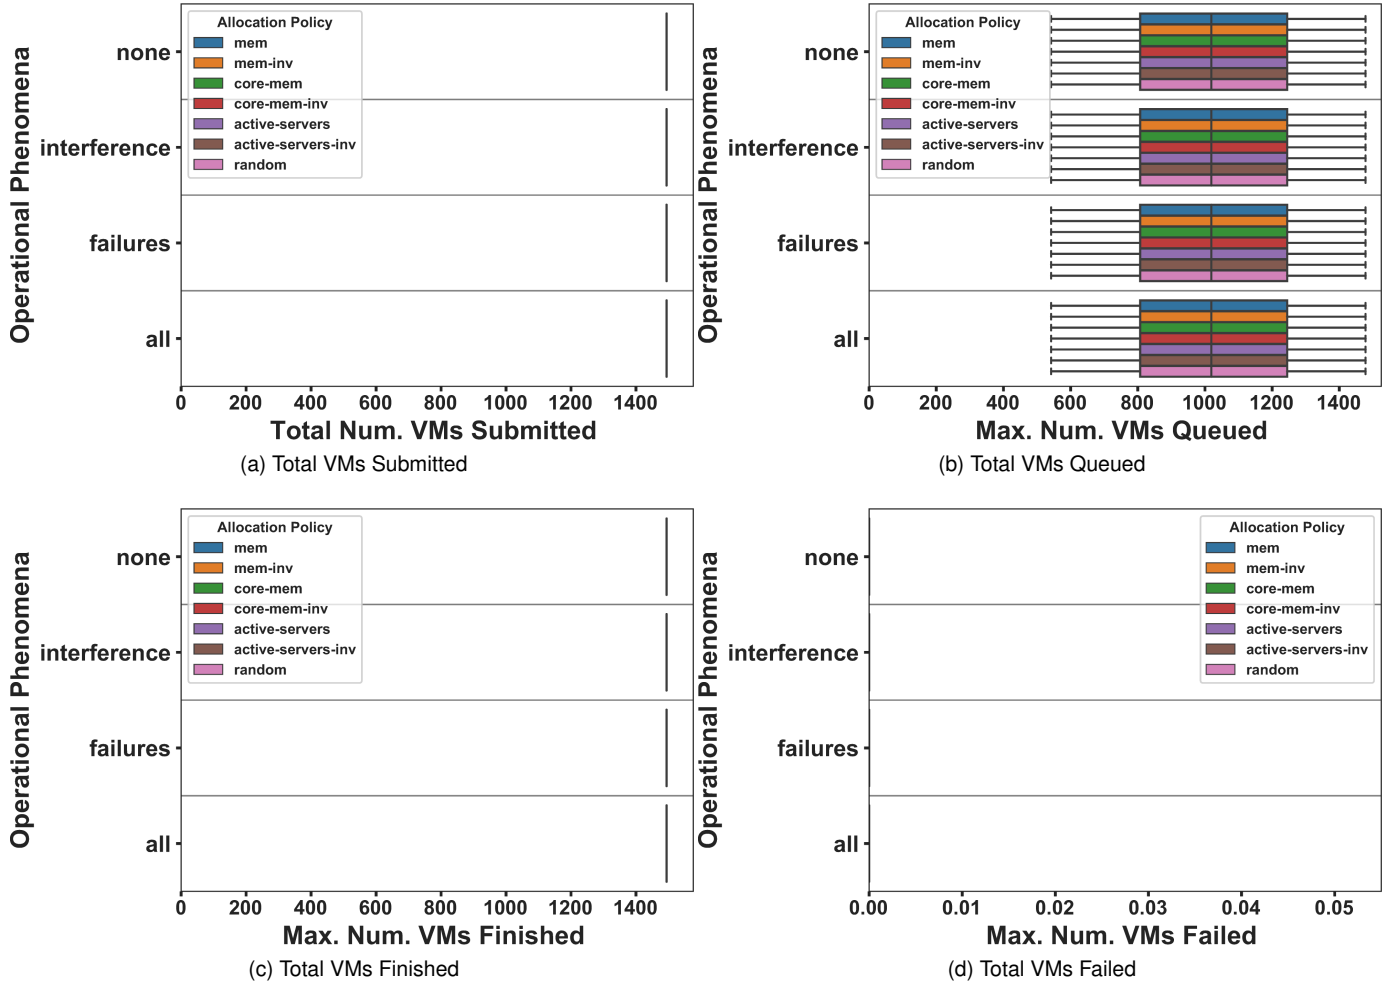 Operational Phenomena
none
interference
failures
all
Allocation Policy
mem
mem-inv
core-mem
core-mem-inv
active-servers
active-servers-inv
random
0 200 400 600 800 1000 1200 1400
Total Num. VMs Submitted
(a) Total VMs Submitted
Operational Phenomena
none
interference
failures
all
Allocation Policy
mem
mem-inv
core-mem
core-mem-inv
active-servers
active-servers-inv
random
0 200 400 600 800 1000 1200 1400
Max. Num. VMs Queued
(b) Total VMs Queued
Operational Phenomena
none
interference
failures
all
Allocation Policy
mem
mem-inv
core-mem
core-mem-inv
active-servers
active-servers-inv
random
0 200 400 600 800 1000 1200 1400
Max. Num. VMs Finished
(c) Total VMs Finished
Operational Phenomena
none
interference
failures
all
Allocation Policy
mem
mem-inv
core-mem
core-mem-inv
active-servers
active-servers-inv
random
0.00 0.01 0.02 0.03 0.04 0.05
Max. Num. VMs Failed
(d) Total VMs Failed